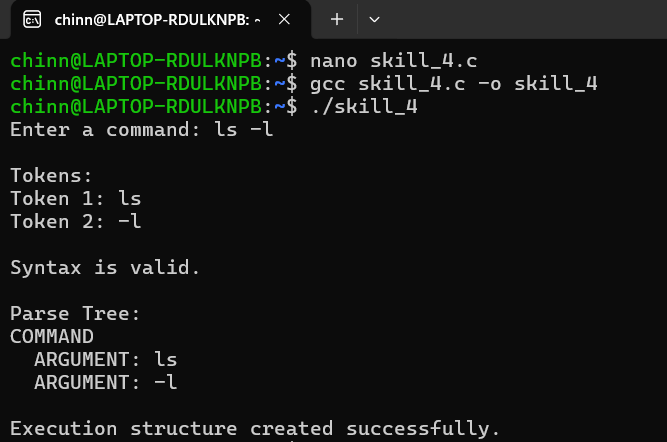 chinn@LAPTOP-RDULKNPB: ~
chinn@LAPTOP-RDULKNPB:~$ nano skill_4.c
chinn@LAPTOP-RDULKNPB:~$ gcc skill_4.c -o skill_4
chinn@LAPTOP-RDULKNPB:~$ ./skill_4
Enter a command: ls -l
Tokens:
Token 1: ls
Token 2: -l
Syntax is valid.
Parse Tree:
COMMAND
  ARGUMENT: ls
  ARGUMENT: -l
Execution structure created successfully.